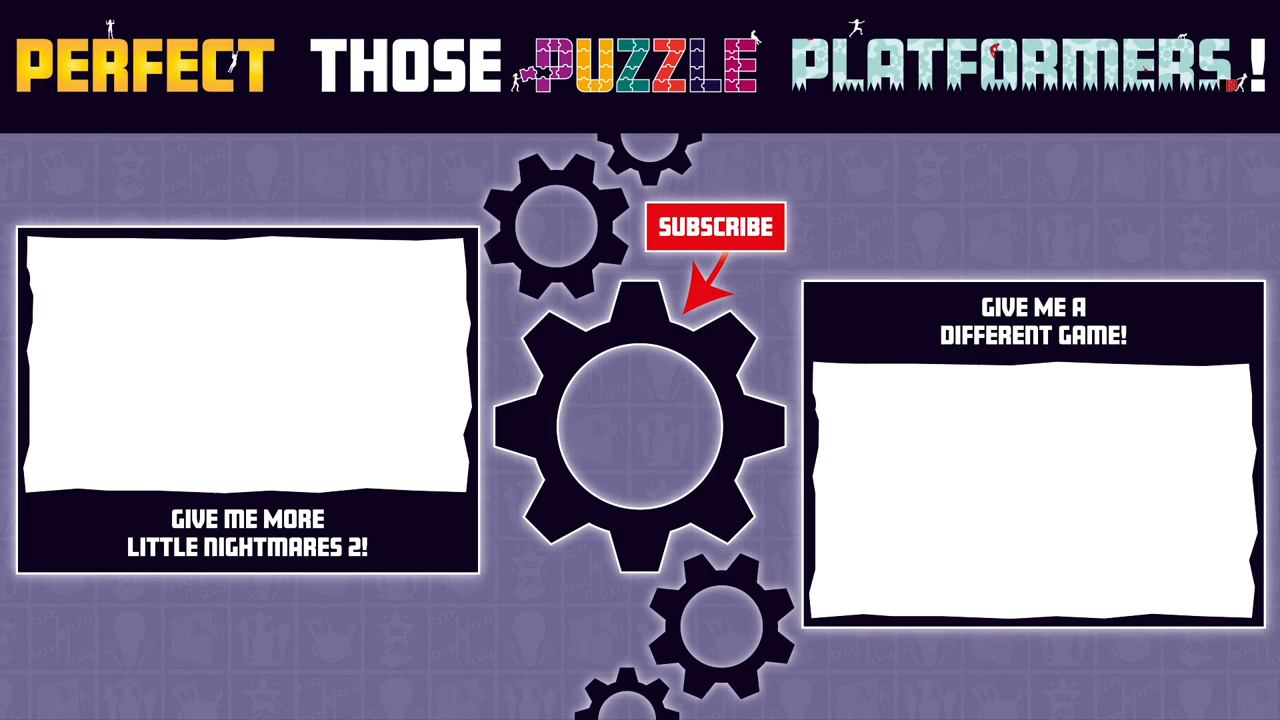 PERFECT THOSE PUZZLE PLATFORMERS!
SUBSCRIBE
GIVE ME MORE
LITTLE NIGHTMARES 2!
GIVE ME A
DIFFERENT GAME!